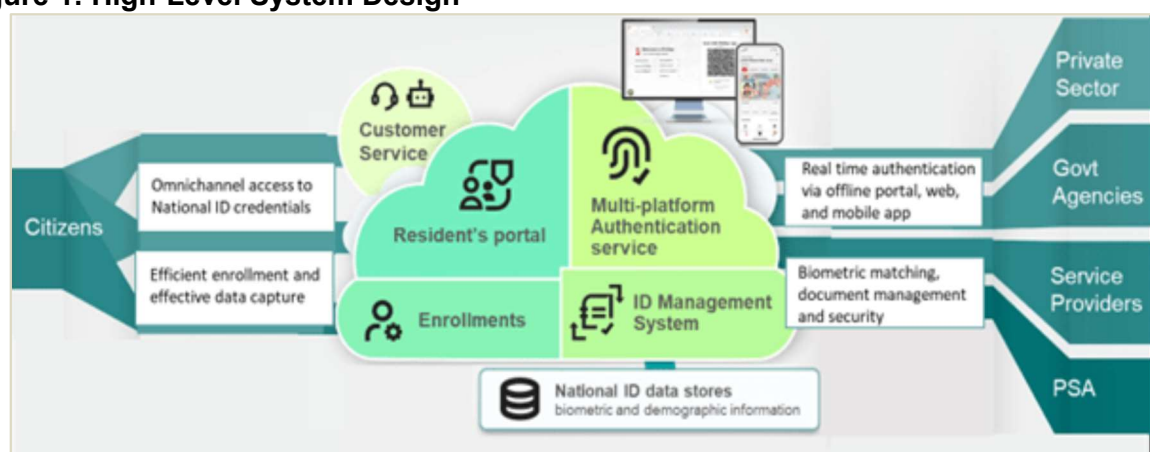 Figure 1: High-Level System Design
Citizens
Omnichannel access to
National ID credentials
Efficient enrollment and
effective data capture
Customer
Service
Resident's portal
Enrollments
Multi-platform
Authentication
service
ID Management
System
National ID data stores
biometric and demographic information
Real time authentication
via offline portal, web,
and mobile app
Biometric matching,
document management
and security
Private
Sector
Govt
Agencies
Service
Providers
PSA